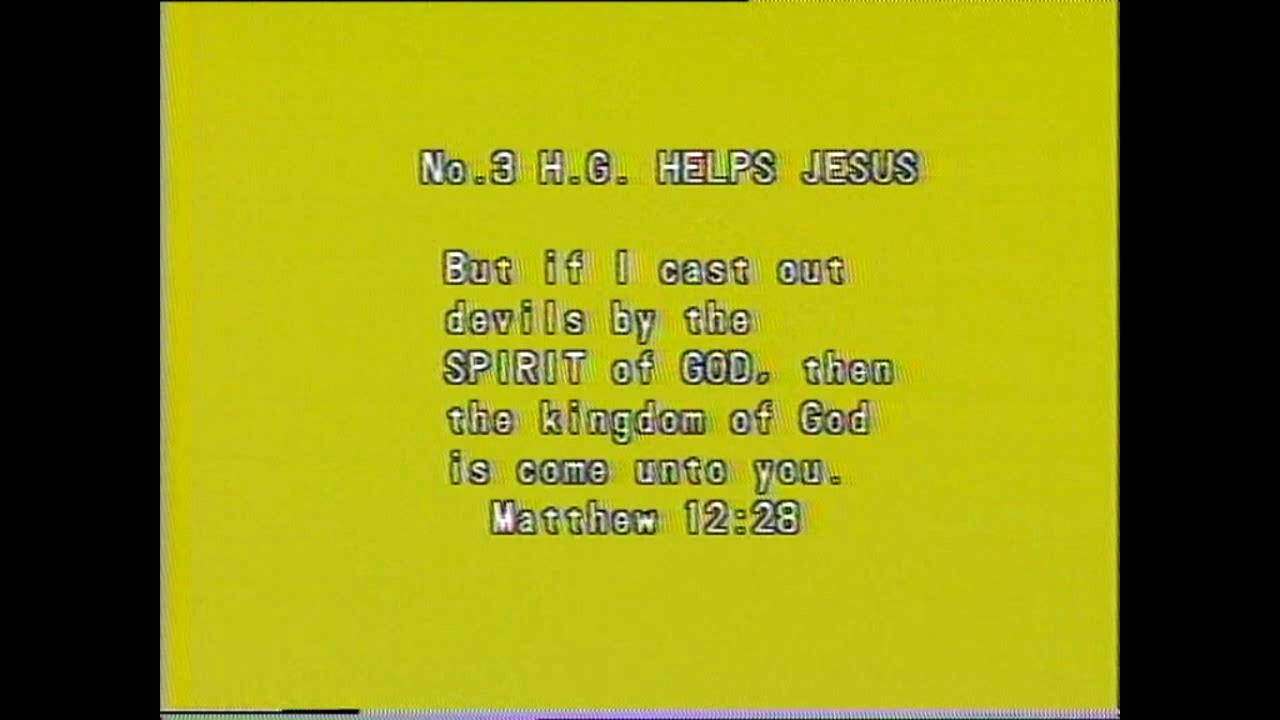 No.3 H.G. HELPS JESUS
But if I cast out
devils by the
SPIRIT of GOD, then
the kingdom of God
is come unto you.
Matthew 12:28